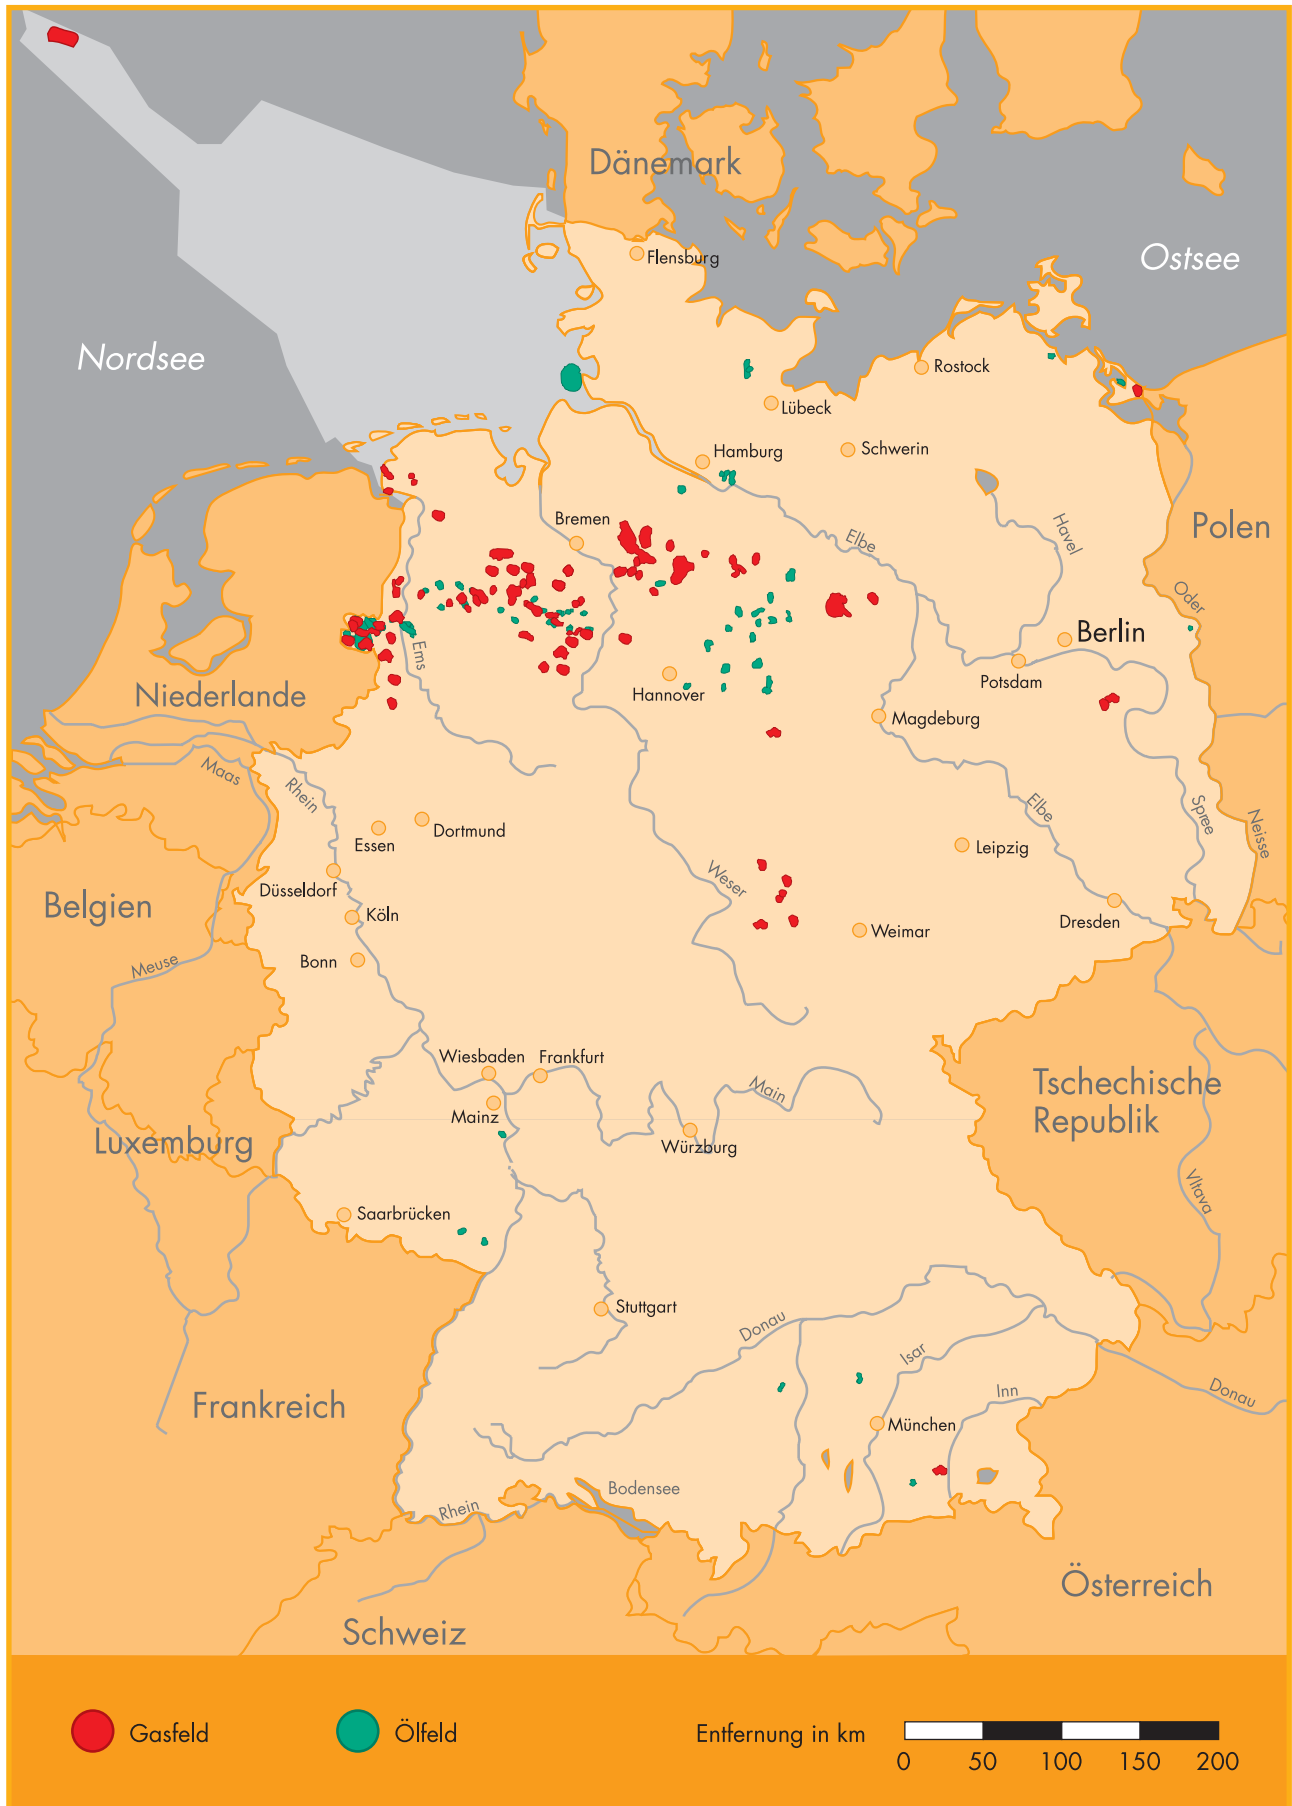 Dänemark
Flensburg
Ostsee
Nordsee
Rostock
Lübeck
Hamburg
Schwerin
Bremen
Elbe
Havel
Polen
Oder
Berlin
Ems
Potsdam
Niederlande
Hannover
Magdeburg
Maas
Rhein
Elbe
Spree
Neisse
Dortmund
Essen
Leipzig
Düsseldorf
Weser
Belgien
Köln
Dresden
Weimar
Bonn
Meuse
Wiesbaden
Frankfurt
Main
Tschechische
Republik
Mainz
Luxemburg
Würzburg
Vltava
Saarbrücken
Stuttgart
Donau
Isar
Inn
Donau
Frankreich
München
Bodensee
Rhein
Österreich
Schweiz
Gasfeld
Ölfeld
Entfernung in km
0 50 100 150 200